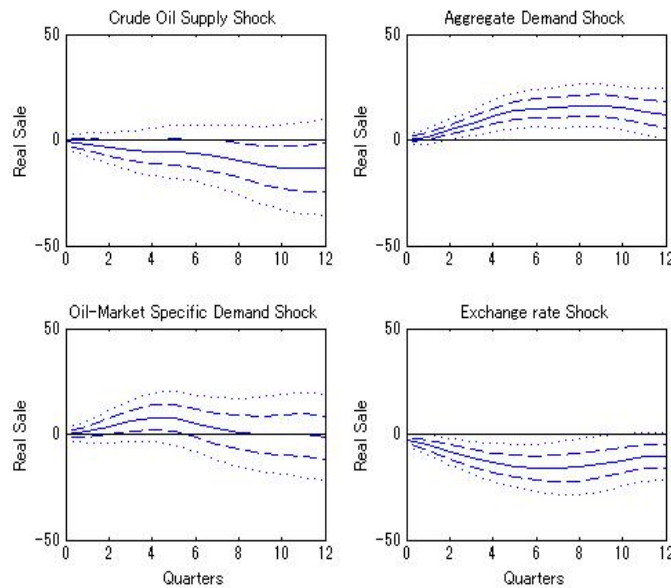 Crude Oil Supply Shock
50
0
-50
Real Sale
0 2 4 6 8 10 12
Aggregate Demand Shock
50
0
-50
Real Sale
0 2 4 6 8 10 12
Oil-Market Specific Demand Shock
50
0
-50
Real Sale
0 2 4 6 8 10 12
Quarters
Exchange rate Shock
50
0
-50
Real Sale
0 2 4 6 8 10 12
Quarters